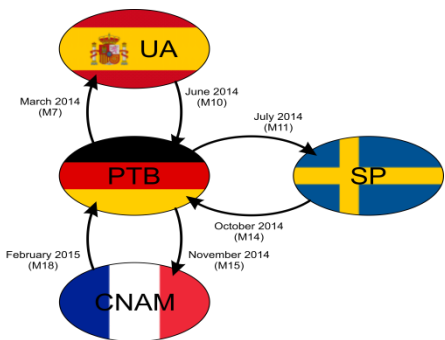 UA
March 2014
(M7)
June 2014
(M10)
July 2014
(M11)
PTB
SP
October 2014
(M14)
February 2015
(M18)
November 2014
(M15)
CNAM